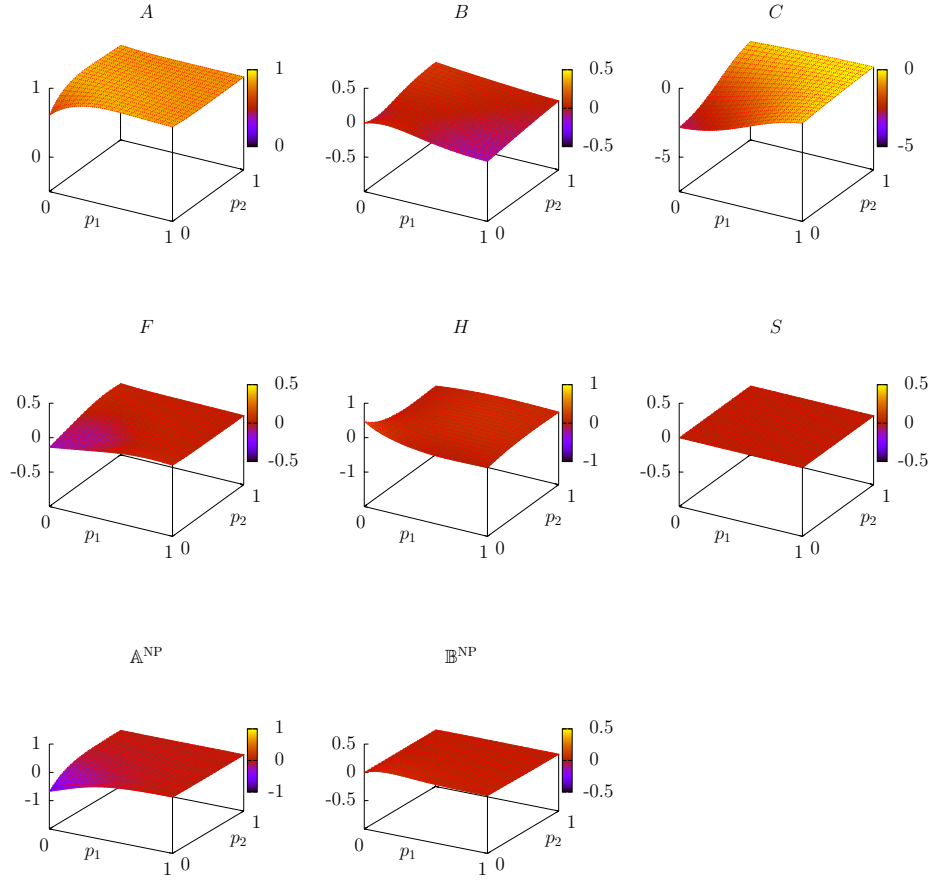 A B C
1 1 0.5 0.5 0
1 0 0 0 0 -5
0 -0.5 -0.5 -5
0 p₁ 1 0 p₂ 1 0 p₁ 1 0 p₂ 1 0 p₁ 1 0 p₂ 1
F H S
0.5 0.5 1 1 0.5 0.5
0 0 0 0 0
-0.5 -0.5 -1 -1 -0.5 -0.5
0 p₁ 1 0 p₂ 1 0 p₁ 1 0 p₂ 1 0 p₁ 1 0 p₂ 1
𝔸ᴺᴾ 𝔹ᴺᴾ
1 1 0.5 0.5
0 0 0 0
-1 -1 -0.5 -0.5
0 p₁ 1 0 p₂ 1 0 p₁ 1 0 p₂ 1